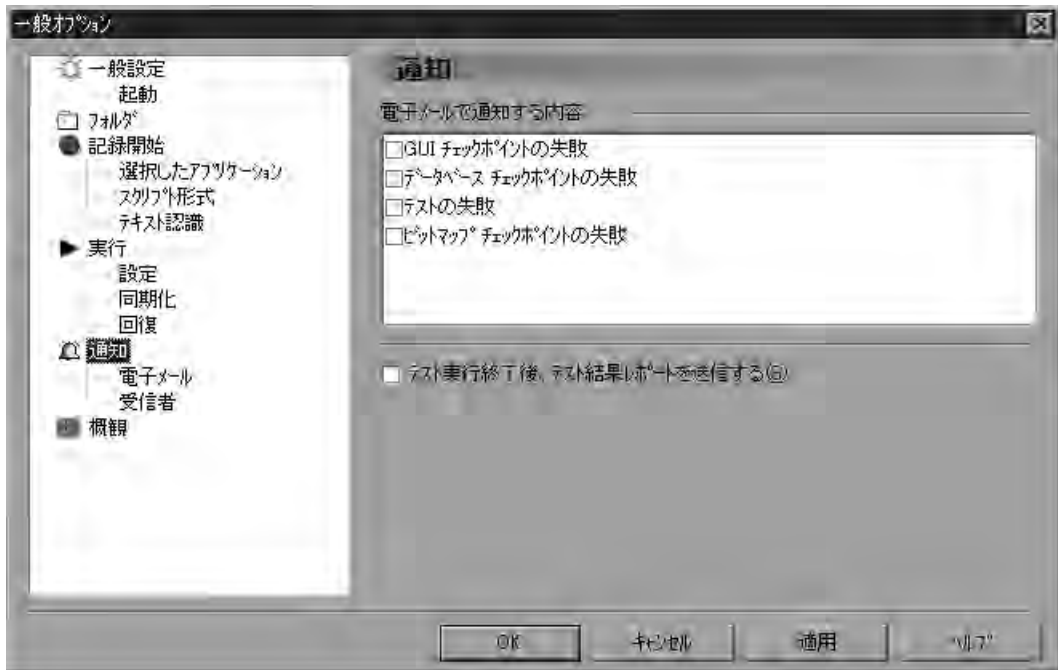 一般ｵﾌﾟｼｮﾝ
一般設定
起動
ﾌｫﾙﾀﾞ
記録開始
選択したｱﾌﾟﾘｹｰｼｮﾝ
ｽｸﾘﾌﾟﾄ形式
ﾃｷｽﾄ認識
実行
設定
同期化
回復
通知
電子ﾒｰﾙ
受信者
概観
通知
電子ﾒｰﾙで通知する内容
GUI ﾁｪｯｸﾎﾟｲﾝﾄの失敗
ﾃﾞｰﾀﾍﾞｰｽ ﾁｪｯｸﾎﾟｲﾝﾄの失敗
ﾃｽﾄの失敗
ﾋﾞｯﾄﾏｯﾌﾟ ﾁｪｯｸﾎﾟｲﾝﾄの失敗
ﾃｽﾄ実行終了後、ﾃｽﾄ結果ﾚﾎﾟｰﾄを送信する
OK
ｷｬﾝｾﾙ
適用
ﾍﾙﾌﾟ